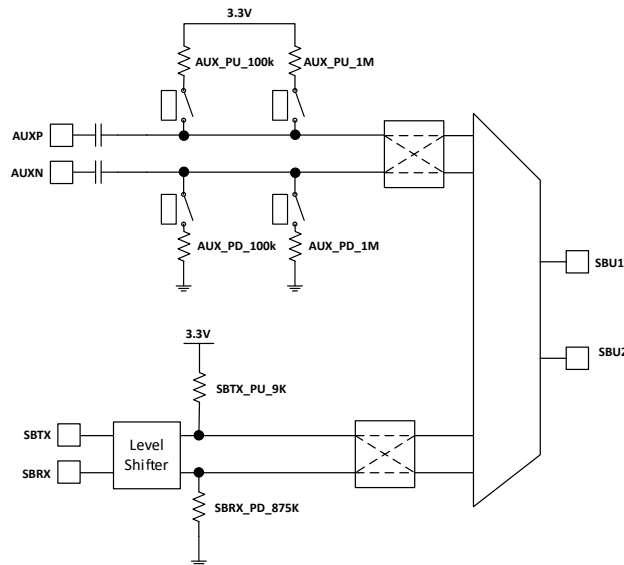 3.3V
AUX_PU_100k
AUX_PU_1M
AUXP
AUXN
AUX_PD_100k
AUX_PD_1M
SBU1
SBU2
3.3V
SBTX_PU_9K
SBTX
Level
Shifter
SBRX
SBRX_PD_875K